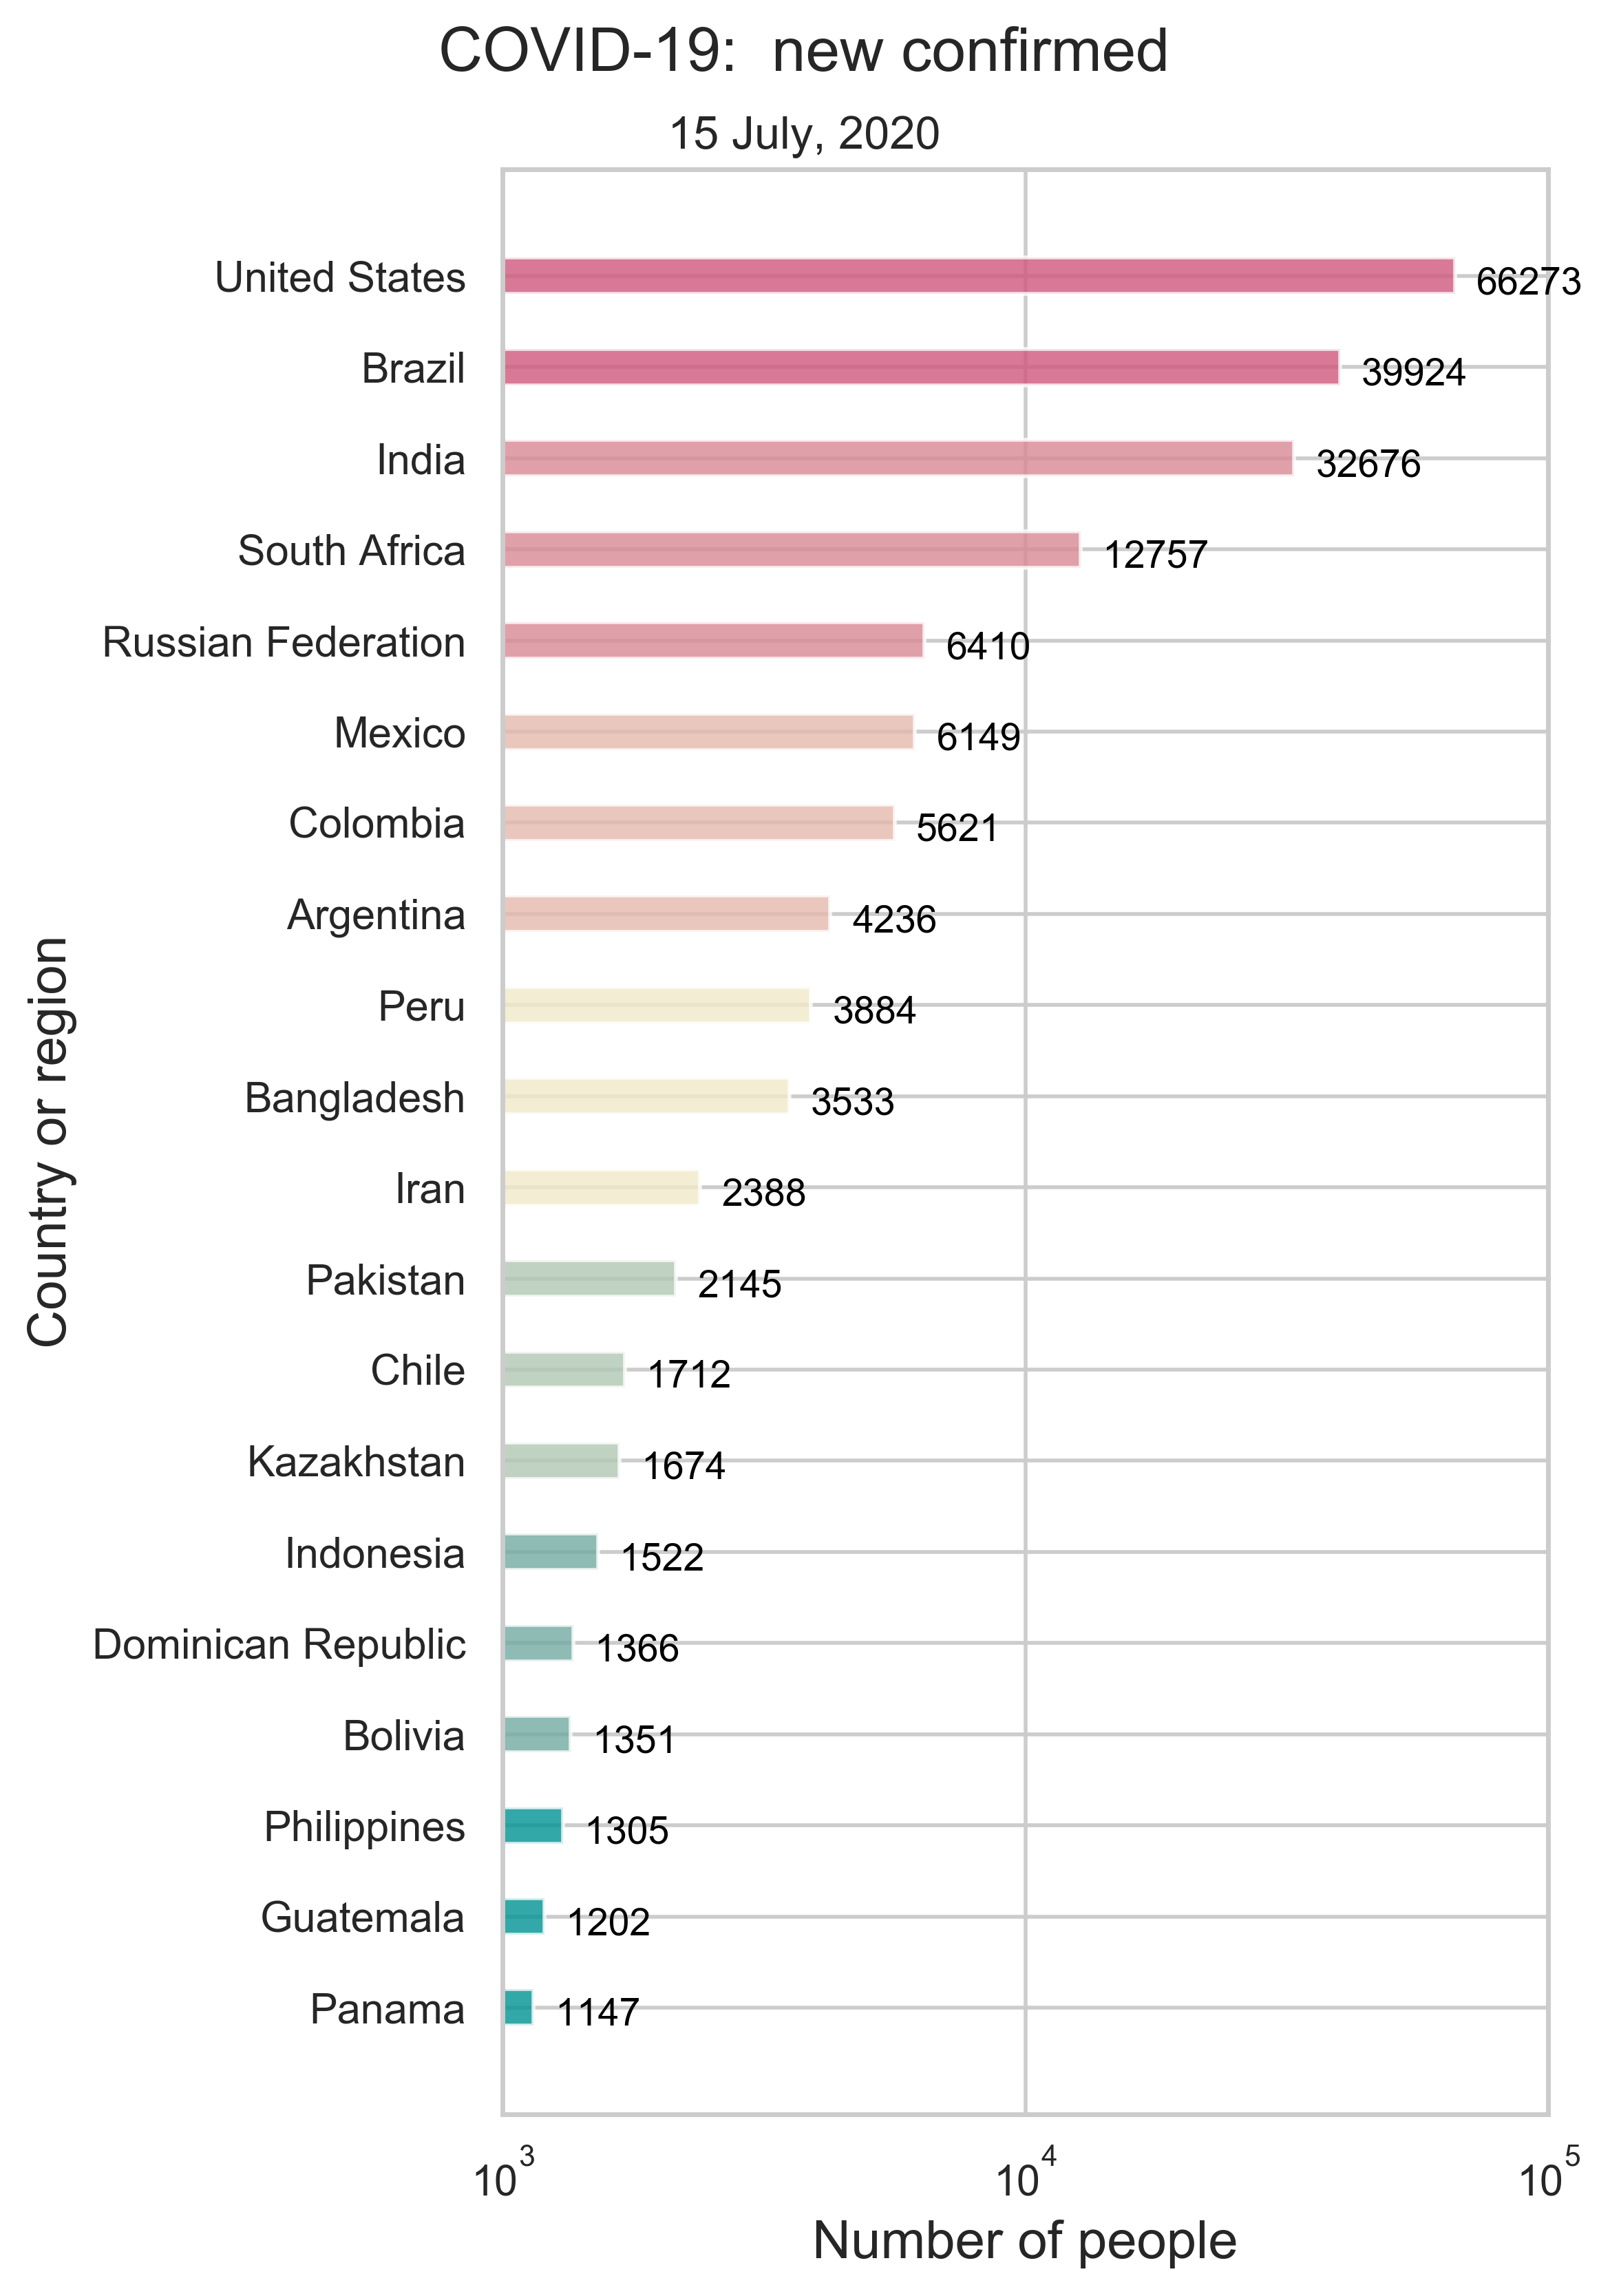 COVID-19:  new confirmed
15 July, 2020
United States 66273
Brazil 39924
India 32676
South Africa 12757
Russian Federation 6410
Mexico 6149
Colombia 5621
Argentina 4236
Peru 3884
Bangladesh 3533
Iran 2388
Pakistan 2145
Chile 1712
Kazakhstan 1674
Indonesia 1522
Dominican Republic 1366
Bolivia 1351
Philippines 1305
Guatemala 1202
Panama 1147
Country or region
10³ 10⁴ 10⁵
Number of people